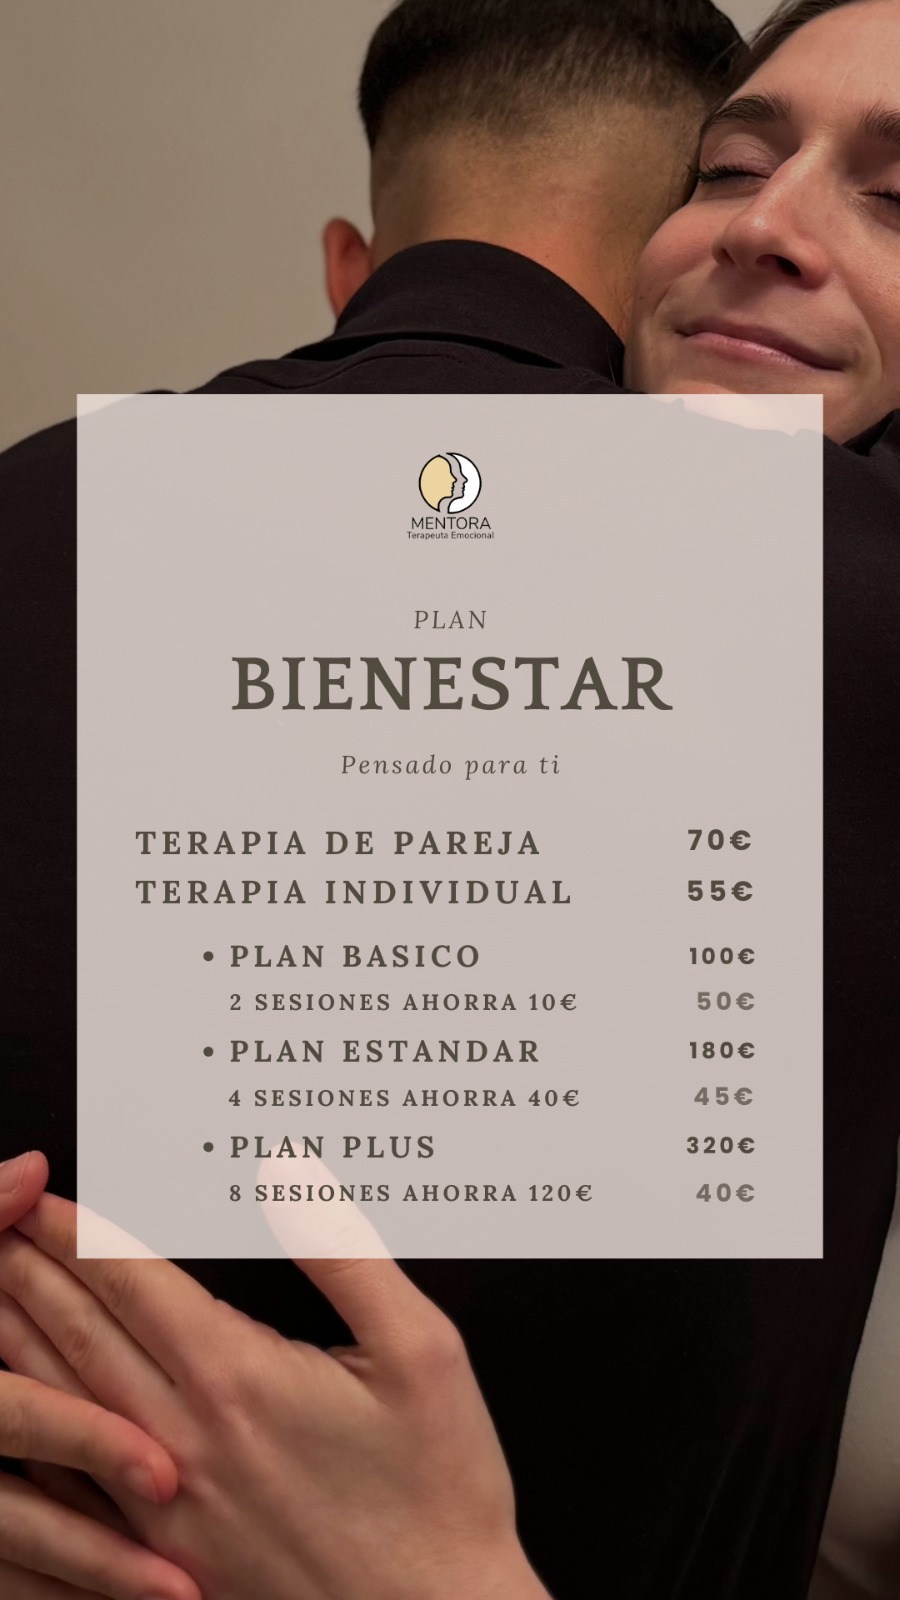 MENTORA
Terapeuta Emocional
PLAN
BIENESTAR
Pensado para ti
TERAPIA DE PAREJA 70€
TERAPIA INDIVIDUAL 55€
• PLAN BASICO 100€
2 SESIONES AHORRA 10€ 50€
• PLAN ESTANDAR 180€
4 SESIONES AHORRA 40€ 45€
• PLAN PLUS 320€
8 SESIONES AHORRA 120€ 40€